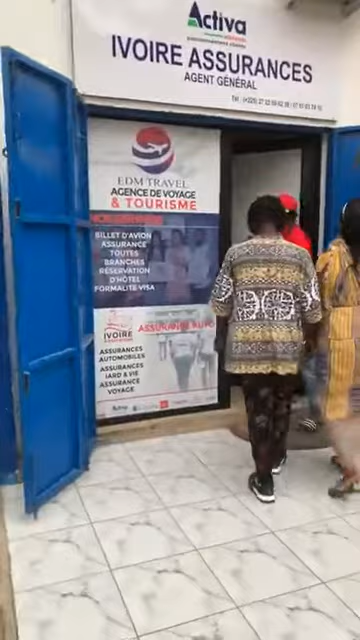 Activa
IVOIRE ASSURANCES
AGENT GÉNÉRAL
EDM TRAVEL
AGENCE DE VOYAGE
& TOURISME
BILLET D'AVION
ASSURANCE
TOUTES
BRANCHES
RÉSERVATION
D'HÔTEL
FORMALITE VISA
ASSURANCE AUTO
IVOIRE
ASSURANCES
AUTOMOBILES
ASSURANCES
IARD & VIE
ASSURANCE
VOYAGE